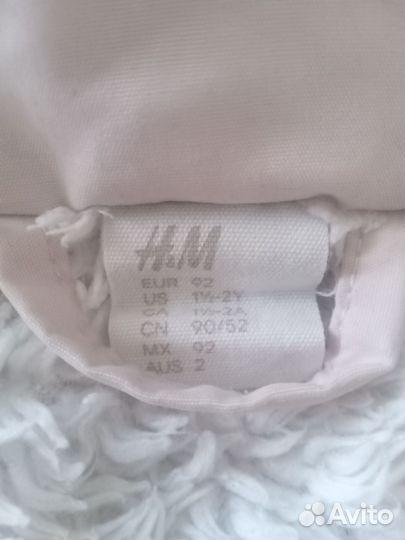 H&M
EUR 92
US 1½-2Y
CA 1½-2A
CN 90/52
MX 92
AUS 2
Avito